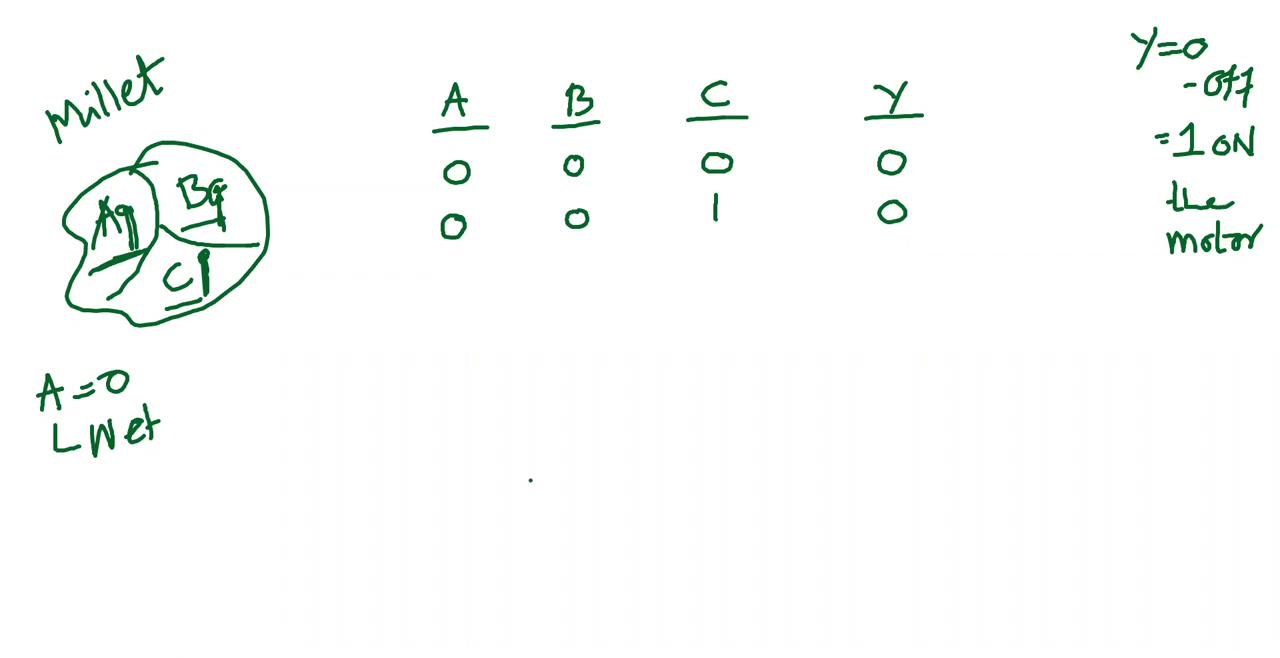 Millet
A B C Y
0 0 0 0
0 0 1 0
Y=0
-Off
=1 ON
the
motor
A B
C
A=0
L Wet